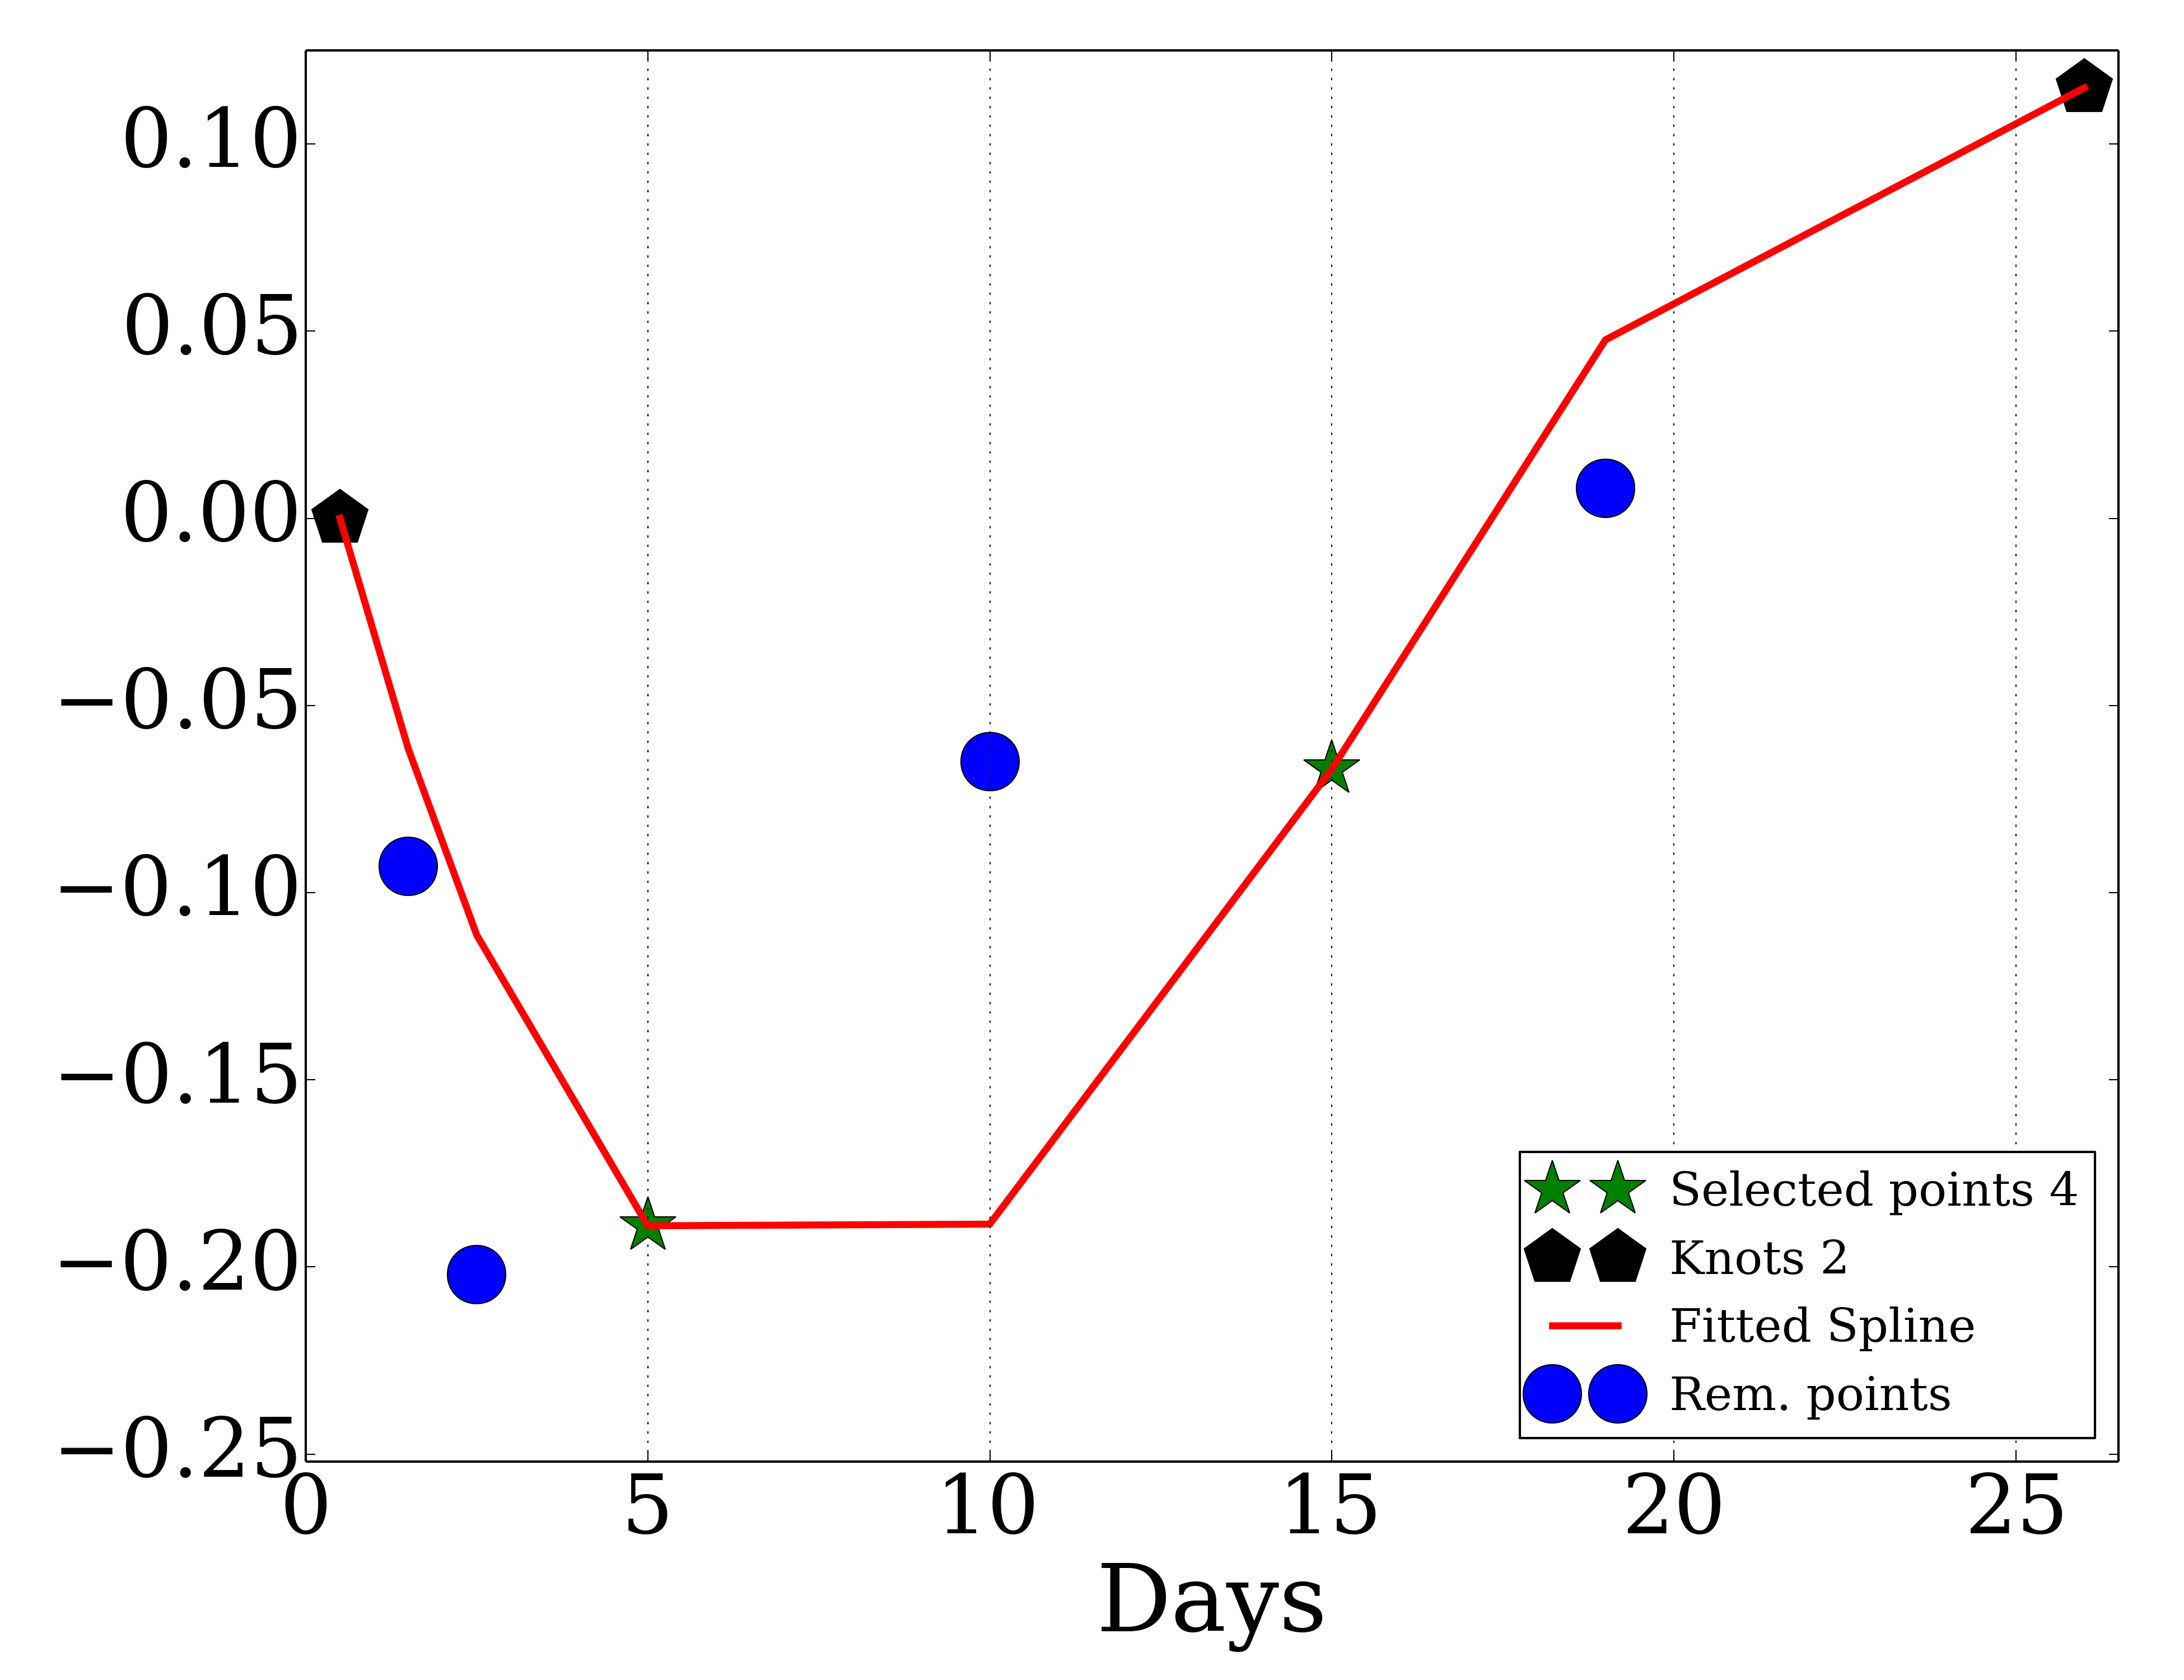 0.10
0.05
0.00
−0.05
−0.10
−0.15
−0.20
−0.25
0 5 10 15 20 25
Days
Selected points 4
Knots 2
Fitted Spline
Rem. points